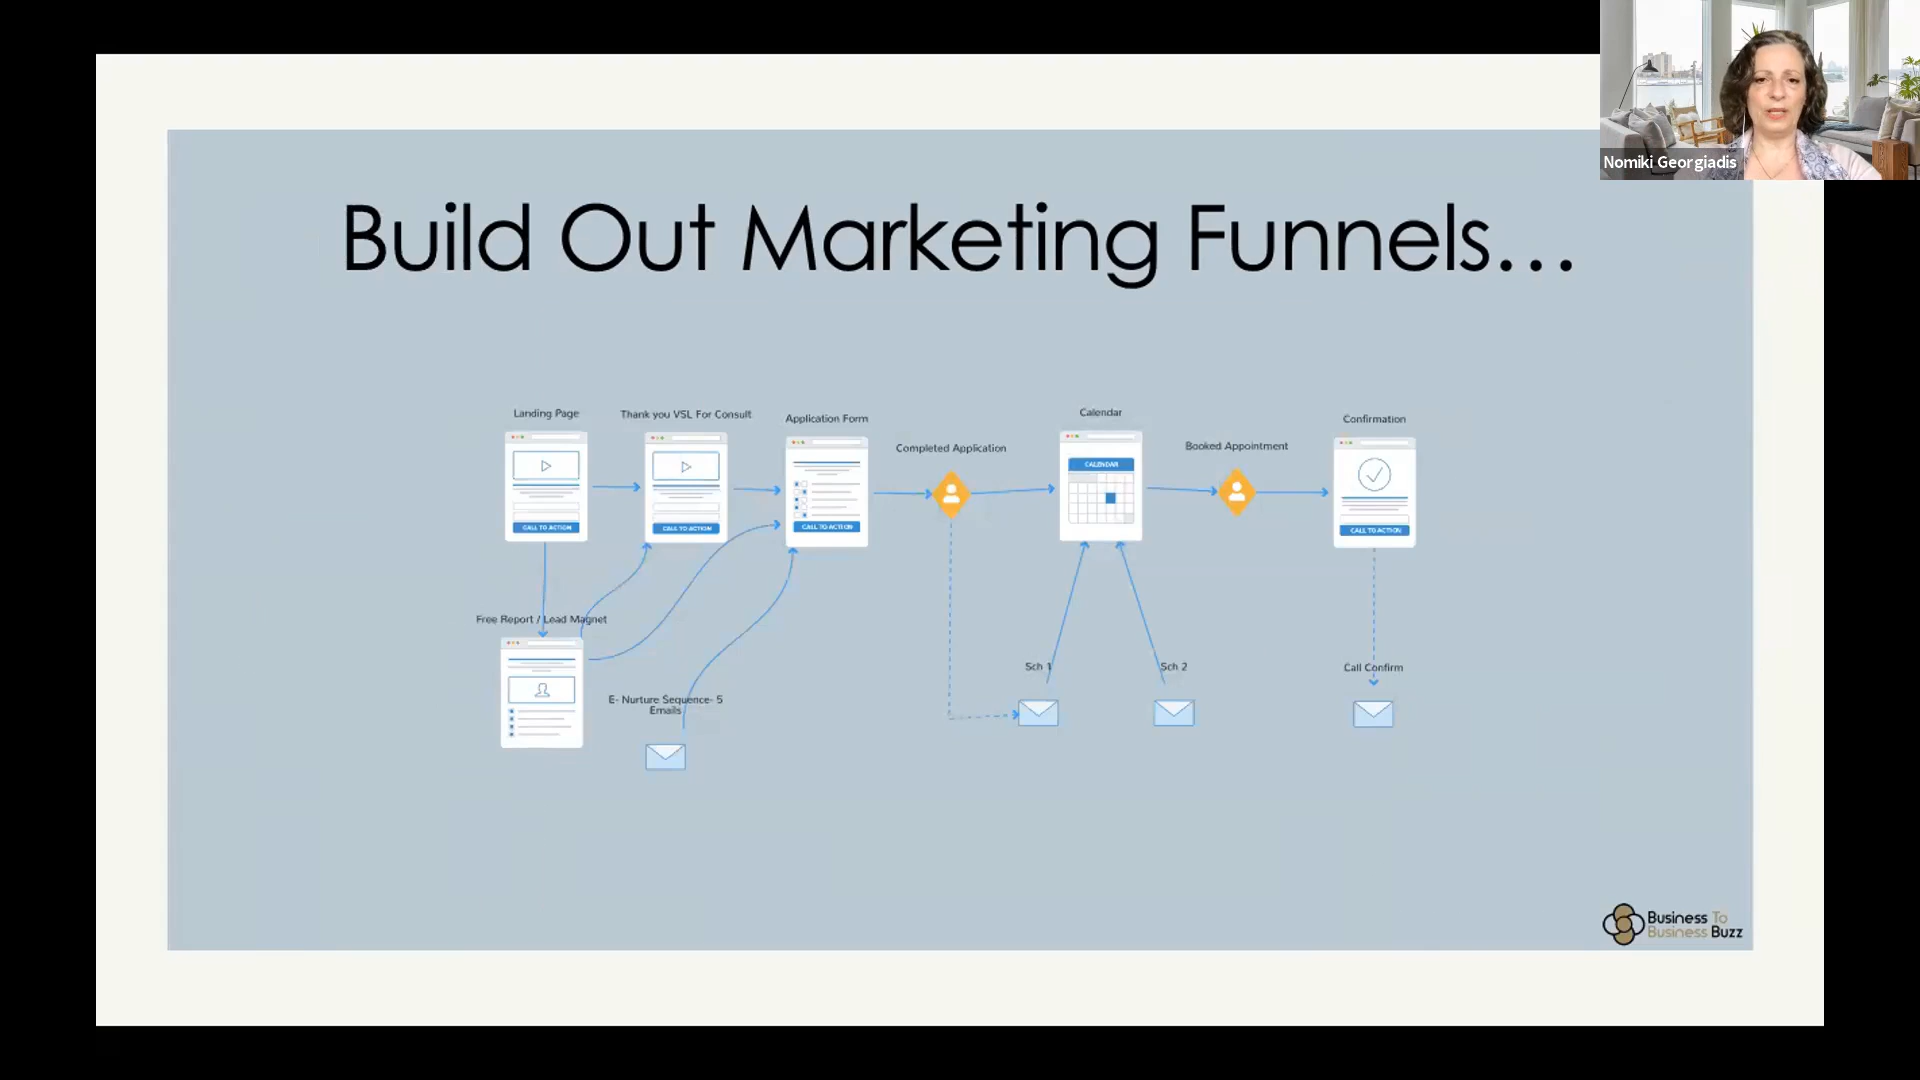 Nomiki Georgiadis
Build Out Marketing Funnels...
Landing Page
Thank you VSL For Consult
Application Form
Completed Application
Calendar
Booked Appointment
Confirmation
CALL TO ACTION
CALL TO ACTION
CALL TO ACTION
CALENDAR
CALL TO ACTION
Free Report / Lead Magnet
E- Nurture Sequence- 5
Emails
Sch 1
Sch 2
Call Confirm
Business To
Business Buzz